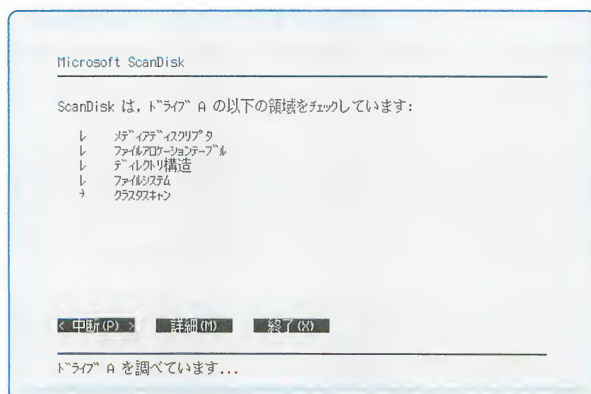 Microsoft ScanDisk
ScanDisk は, ﾄﾞﾗｲﾌﾞ A の以下の領域をﾁｪｯｸしています:
ﾚ ﾒﾃﾞｨｱﾃﾞｨｽｸﾘﾌﾟﾀ
ﾚ ﾌｧｲﾙｱﾛｹｰｼｮﾝﾃｰﾌﾞﾙ
ﾚ ﾃﾞｨﾚｸﾄﾘ構造
ﾚ ﾌｧｲﾙｼｽﾃﾑ
→ ｸﾗｽﾀｽｷｬﾝ
< 中断(P) > 詳細(M) 終了(X)
ﾄﾞﾗｲﾌﾞ A を調べています...